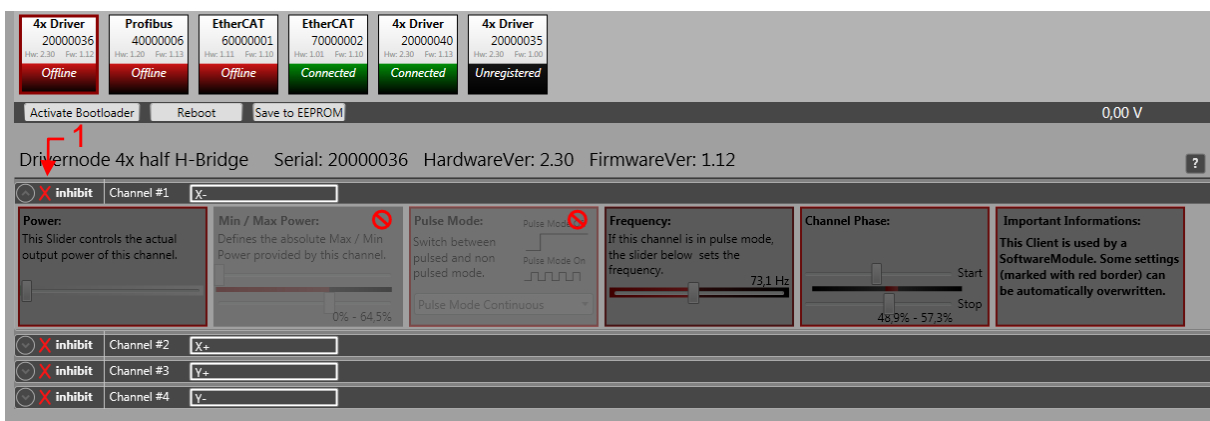 4x Driver
20000036
Hw: 2.30 Fw: 1.12
Offline
Profibus
40000006
Hw: 1.20 Fw: 1.13
Offline
EtherCAT
60000001
Hw: 1.11 Fw: 1.10
Offline
EtherCAT
70000002
Hw: 1.01 Fw: 1.10
Connected
4x Driver
20000040
Hw: 2.30 Fw: 1.13
Connected
4x Driver
20000035
Hw: 2.30 Fw: 1.00
Unregistered
Activate Bootloader Reboot Save to EEPROM 0,00 V
1
Drivernode 4x half H-Bridge Serial: 20000036 HardwareVer: 2.30 FirmwareVer: 1.12 ?
X inhibit Channel #1 X-
Power:
This Slider controls the actual
output power of this channel.
Min / Max Power:
Defines the absolute Max / Min
Power provided by this channel.
0% - 64,5%
Pulse Mode:
Switch between
pulsed and non
pulsed mode.
Pulse Mode
Pulse Mode On
Pulse Mode Continuous
Frequency:
If this channel is in pulse mode,
the slider below sets the
frequency.
73,1 Hz
Channel Phase:
Start
Stop
48,9% - 57,3%
Important Informations:
This Client is used by a
SoftwareModule. Some settings
(marked with red border) can
be automatically overwritten.
X inhibit Channel #2 X+
X inhibit Channel #3 Y+
X inhibit Channel #4 Y-